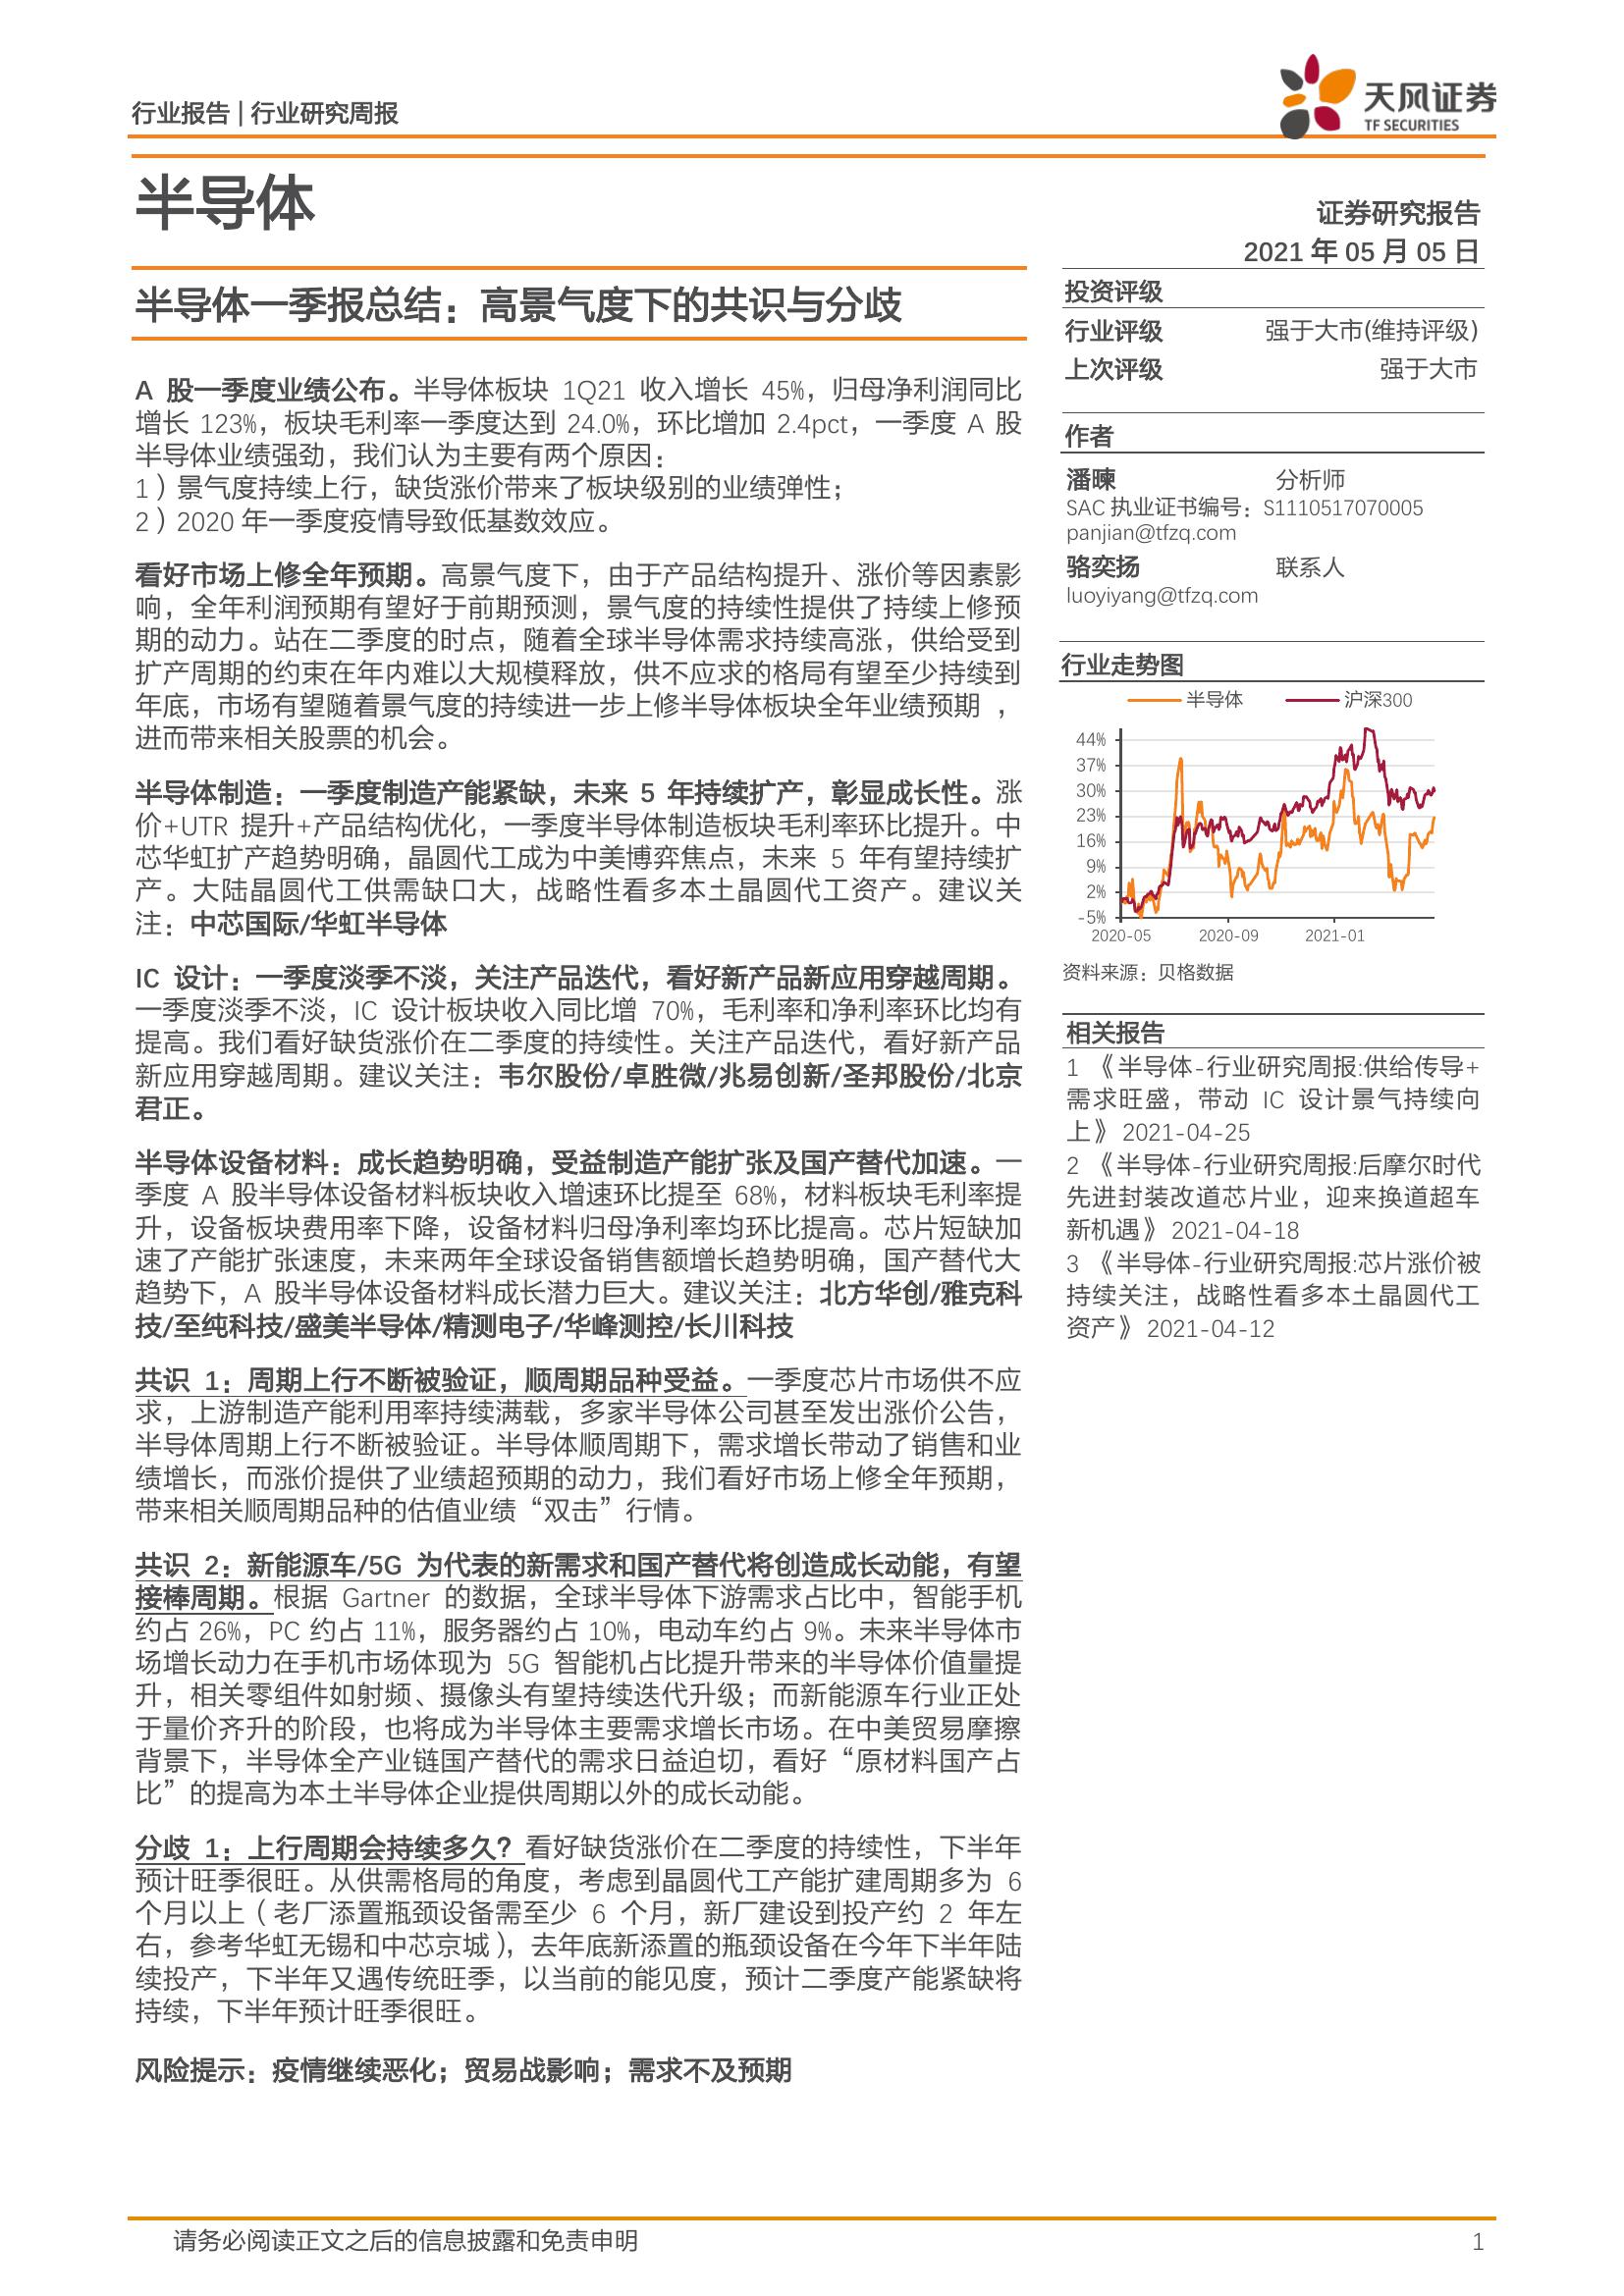 行业报告 | 行业研究周报
天风证券
TF SECURITIES
半导体
证券研究报告
2021 年 05 月 05 日
半导体一季报总结：高景气度下的共识与分歧
A 股一季度业绩公布。半导体板块 1Q21 收入增长 45%，归母净利润同比
增长 123%，板块毛利率一季度达到 24.0%，环比增加 2.4pct，一季度 A 股
半导体业绩强劲，我们认为主要有两个原因：
1）景气度持续上行，缺货涨价带来了板块级别的业绩弹性；
2）2020 年一季度疫情导致低基数效应。
看好市场上修全年预期。高景气度下，由于产品结构提升、涨价等因素影
响，全年利润预期有望好于前期预测，景气度的持续性提供了持续上修预
期的动力。站在二季度的时点，随着全球半导体需求持续高涨，供给受到
扩产周期的约束在年内难以大规模释放，供不应求的格局有望至少持续到
年底，市场有望随着景气度的持续进一步上修半导体板块全年业绩预期 ，
进而带来相关股票的机会。
半导体制造：一季度制造产能紧缺，未来 5 年持续扩产，彰显成长性。涨
价+UTR 提升+产品结构优化，一季度半导体制造板块毛利率环比提升。中
芯华虹扩产趋势明确，晶圆代工成为中美博弈焦点，未来 5 年有望持续扩
产。大陆晶圆代工供需缺口大，战略性看多本土晶圆代工资产。建议关
注：中芯国际/华虹半导体
IC 设计：一季度淡季不淡，关注产品迭代，看好新产品新应用穿越周期。
一季度淡季不淡，IC 设计板块收入同比增 70%，毛利率和净利率环比均有
提高。我们看好缺货涨价在二季度的持续性。关注产品迭代，看好新产品
新应用穿越周期。建议关注：韦尔股份/卓胜微/兆易创新/圣邦股份/北京
君正。
半导体设备材料：成长趋势明确，受益制造产能扩张及国产替代加速。一
季度 A 股半导体设备材料板块收入增速环比提至 68%，材料板块毛利率提
升，设备板块费用率下降，设备材料归母净利率均环比提高。芯片短缺加
速了产能扩张速度，未来两年全球设备销售额增长趋势明确，国产替代大
趋势下，A 股半导体设备材料成长潜力巨大。建议关注：北方华创/雅克科
技/至纯科技/盛美半导体/精测电子/华峰测控/长川科技
共识 1：周期上行不断被验证，顺周期品种受益。一季度芯片市场供不应
求，上游制造产能利用率持续满载，多家半导体公司甚至发出涨价公告，
半导体周期上行不断被验证。半导体顺周期下，需求增长带动了销售和业
绩增长，而涨价提供了业绩超预期的动力，我们看好市场上修全年预期，
带来相关顺周期品种的估值业绩“双击”行情。
共识 2：新能源车/5G 为代表的新需求和国产替代将创造成长动能，有望
接棒周期。根据 Gartner 的数据，全球半导体下游需求占比中，智能手机
约占 26%，PC 约占 11%，服务器约占 10%，电动车约占 9%。未来半导体市
场增长动力在手机市场体现为 5G 智能机占比提升带来的半导体价值量提
升，相关零组件如射频、摄像头有望持续迭代升级；而新能源车行业正处
于量价齐升的阶段，也将成为半导体主要需求增长市场。在中美贸易摩擦
背景下，半导体全产业链国产替代的需求日益迫切，看好“原材料国产占
比”的提高为本土半导体企业提供周期以外的成长动能。
分歧 1：上行周期会持续多久？看好缺货涨价在二季度的持续性，下半年
预计旺季很旺。从供需格局的角度，考虑到晶圆代工产能扩建周期多为 6
个月以上（老厂添置瓶颈设备需至少 6 个月，新厂建设到投产约 2 年左
右，参考华虹无锡和中芯京城），去年底新添置的瓶颈设备在今年下半年陆
续投产，下半年又遇传统旺季，以当前的能见度，预计二季度产能紧缺将
持续，下半年预计旺季很旺。
风险提示：疫情继续恶化；贸易战影响；需求不及预期
投资评级
行业评级 强于大市(维持评级)
上次评级 强于大市
作者
潘暕 分析师
SAC 执业证书编号：S1110517070005
panjian@tfzq.com
骆奕扬 联系人
luoyiyang@tfzq.com
行业走势图
半导体 沪深300
44%
37%
30%
23%
16%
9%
2%
-5%
2020-05 2020-09 2021-01
资料来源：贝格数据
相关报告
1 《半导体-行业研究周报:供给传导+
需求旺盛，带动 IC 设计景气持续向
上》 2021-04-25
2 《半导体-行业研究周报:后摩尔时代
先进封装改道芯片业，迎来换道超车
新机遇》 2021-04-18
3 《半导体-行业研究周报:芯片涨价被
持续关注，战略性看多本土晶圆代工
资产》 2021-04-12
请务必阅读正文之后的信息披露和免责申明
1